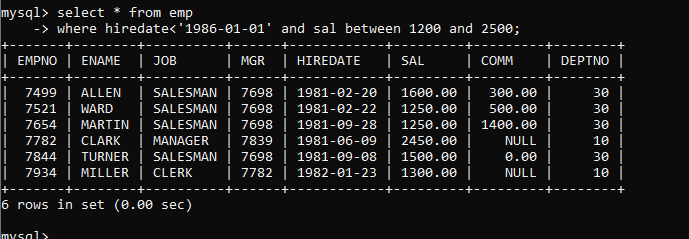 mysql> select * from emp
    -> where hiredate<'1986-01-01' and sal between 1200 and 2500;
+-------+--------+----------+------+------------+---------+---------+--------+
| EMPNO | ENAME  | JOB      | MGR  | HIREDATE   | SAL     | COMM    | DEPTNO |
+-------+--------+----------+------+------------+---------+---------+--------+
|  7499 | ALLEN  | SALESMAN | 7698 | 1981-02-20 | 1600.00 |  300.00 |     30 |
|  7521 | WARD   | SALESMAN | 7698 | 1981-02-22 | 1250.00 |  500.00 |     30 |
|  7654 | MARTIN | SALESMAN | 7698 | 1981-09-28 | 1250.00 | 1400.00 |     30 |
|  7782 | CLARK  | MANAGER  | 7839 | 1981-06-09 | 2450.00 |    NULL |     10 |
|  7844 | TURNER | SALESMAN | 7698 | 1981-09-08 | 1500.00 |    0.00 |     30 |
|  7934 | MILLER | CLERK    | 7782 | 1982-01-23 | 1300.00 |    NULL |     10 |
+-------+--------+----------+------+------------+---------+---------+--------+
6 rows in set (0.00 sec)
mysql>